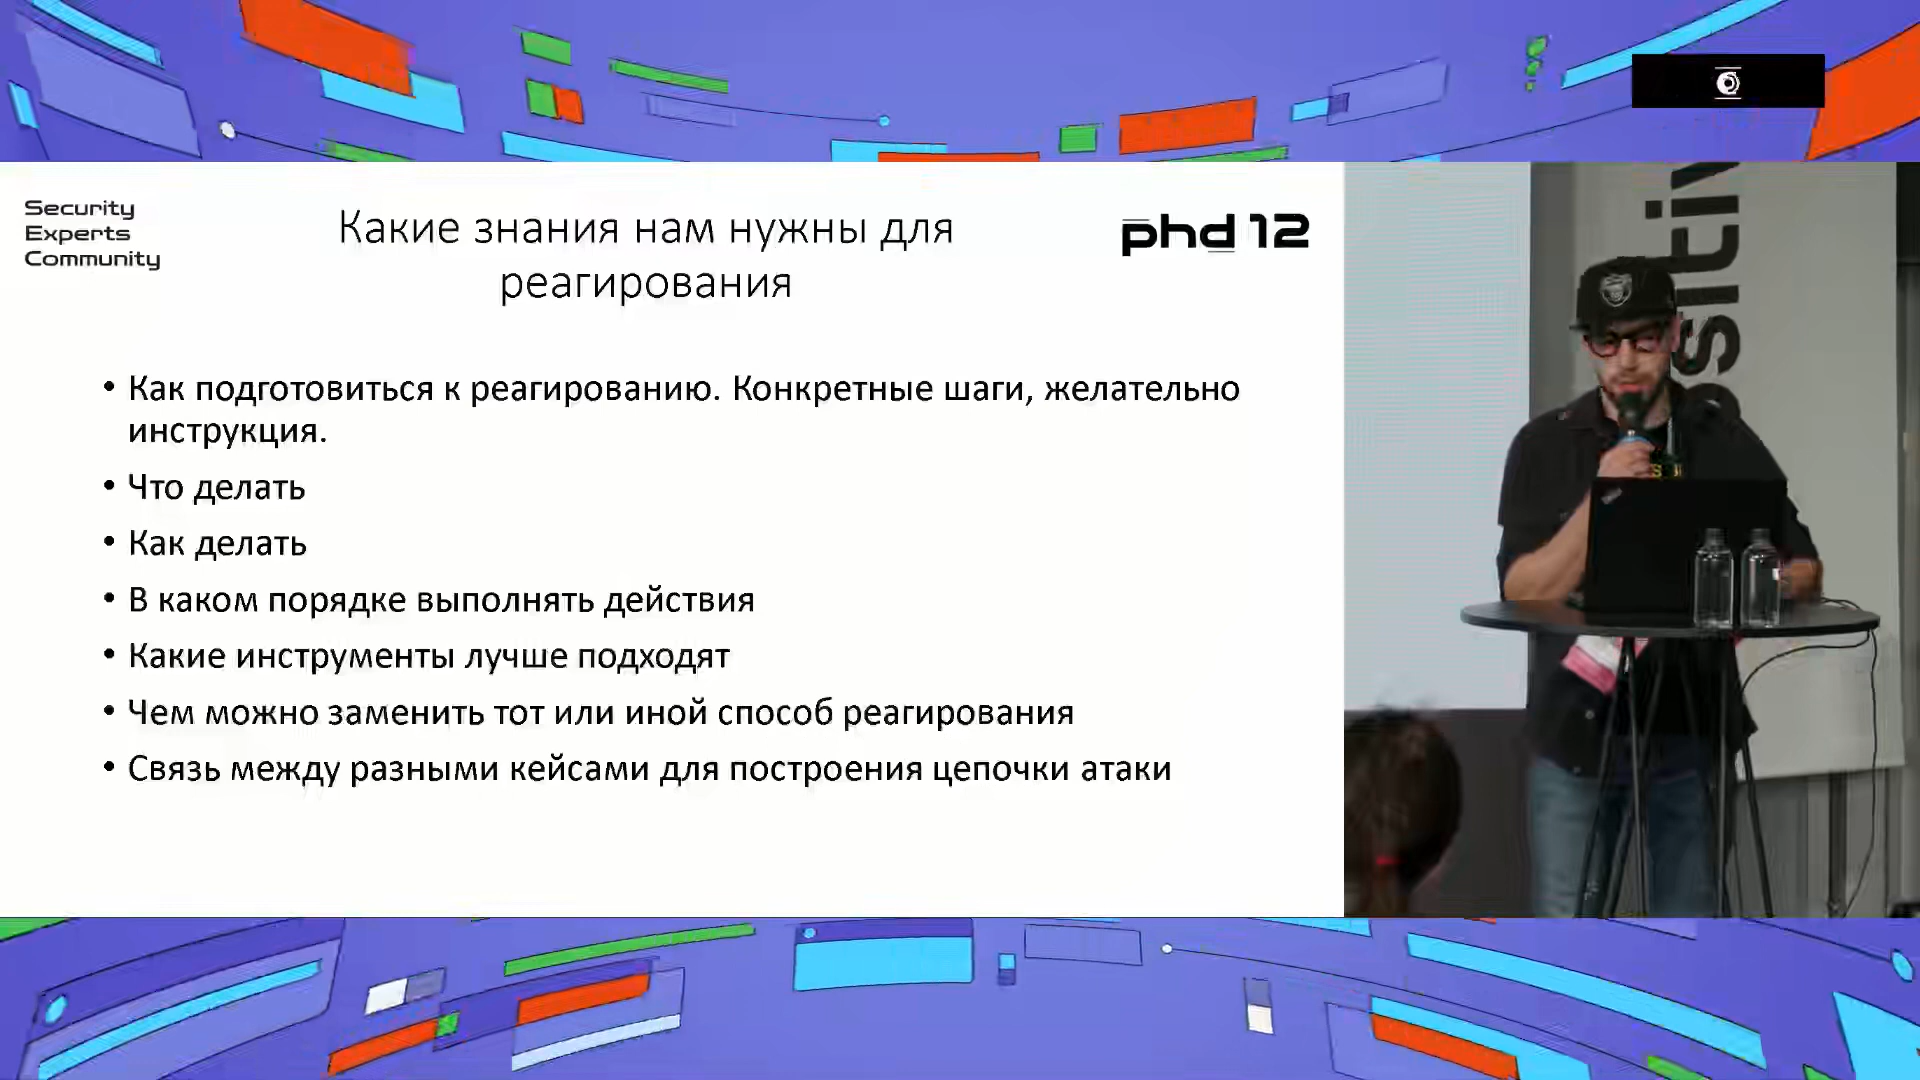 Security
Experts
Community
Какие знания нам нужны для
реагирования
phd 12
• Как подготовиться к реагированию. Конкретные шаги, желательно
инструкция.
• Что делать
• Как делать
• В каком порядке выполнять действия
• Какие инструменты лучше подходят
• Чем можно заменить тот или иной способ реагирования
• Связь между разными кейсами для построения цепочки атаки